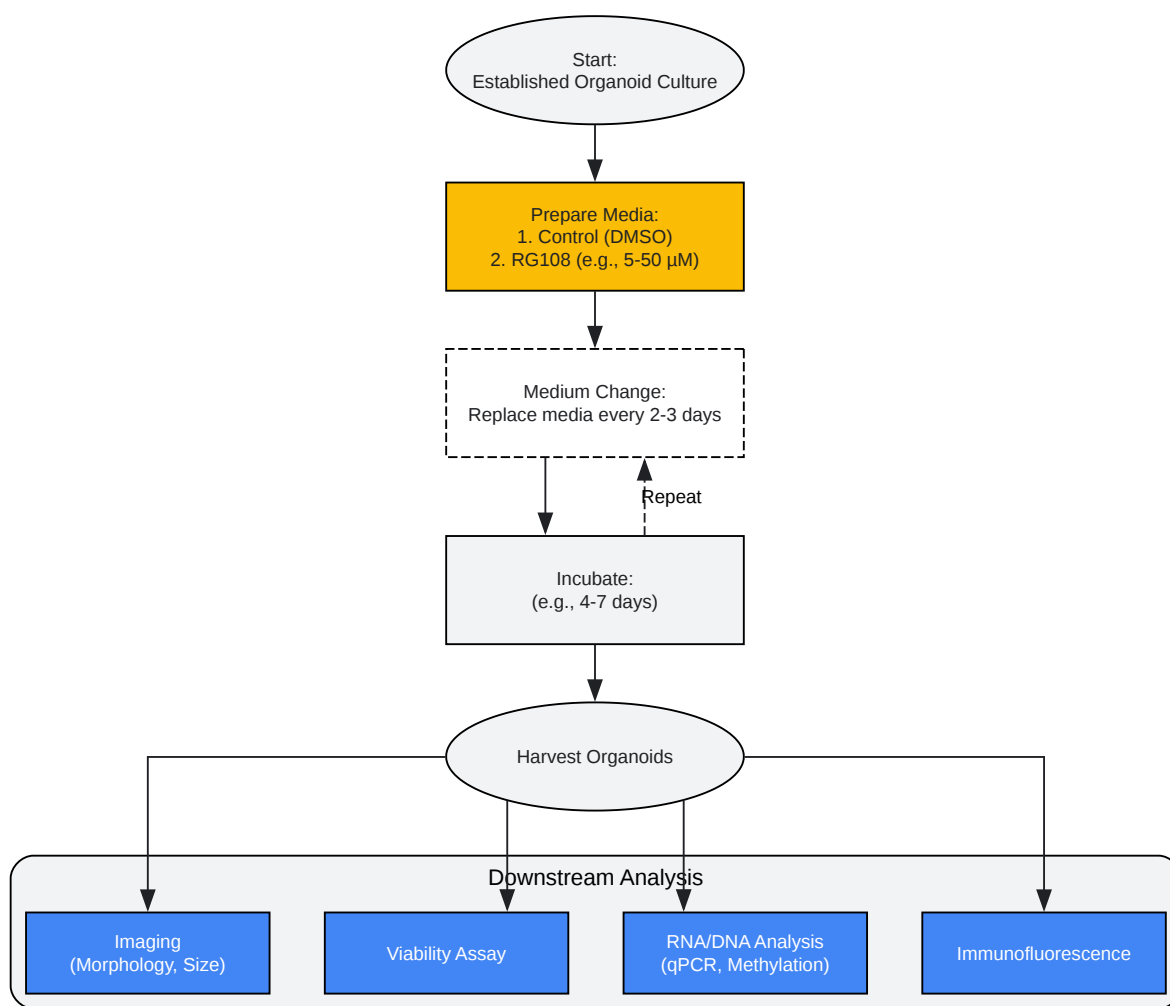 Start:
Established Organoid Culture
Prepare Media:
1. Control (DMSO)
2. RG108 (e.g., 5-50 µM)
Medium Change:
Replace media every 2-3 days
Repeat
Incubate:
(e.g., 4-7 days)
Harvest Organoids
Downstream Analysis
Imaging
(Morphology, Size)
Viability Assay
RNA/DNA Analysis
(qPCR, Methylation)
Immunofluorescence